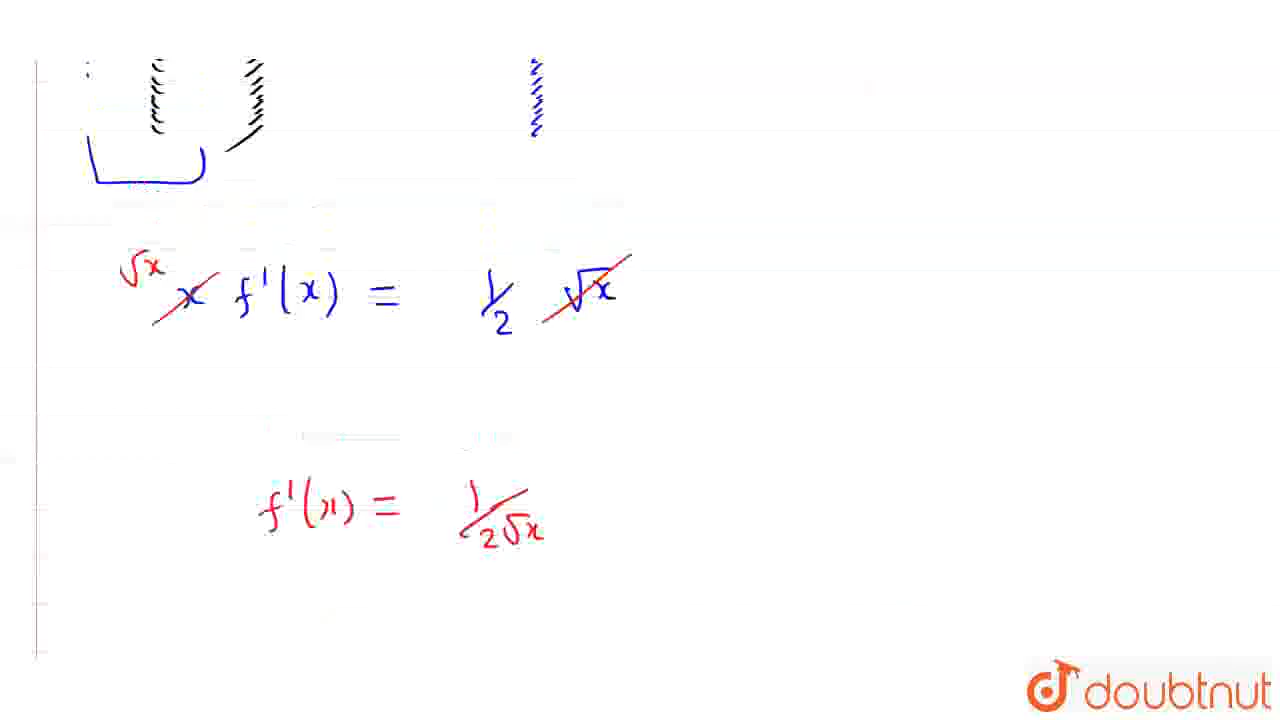 √x x f'(x) = 1/2 √x
f'(x) = 1/2√x
doubtnut